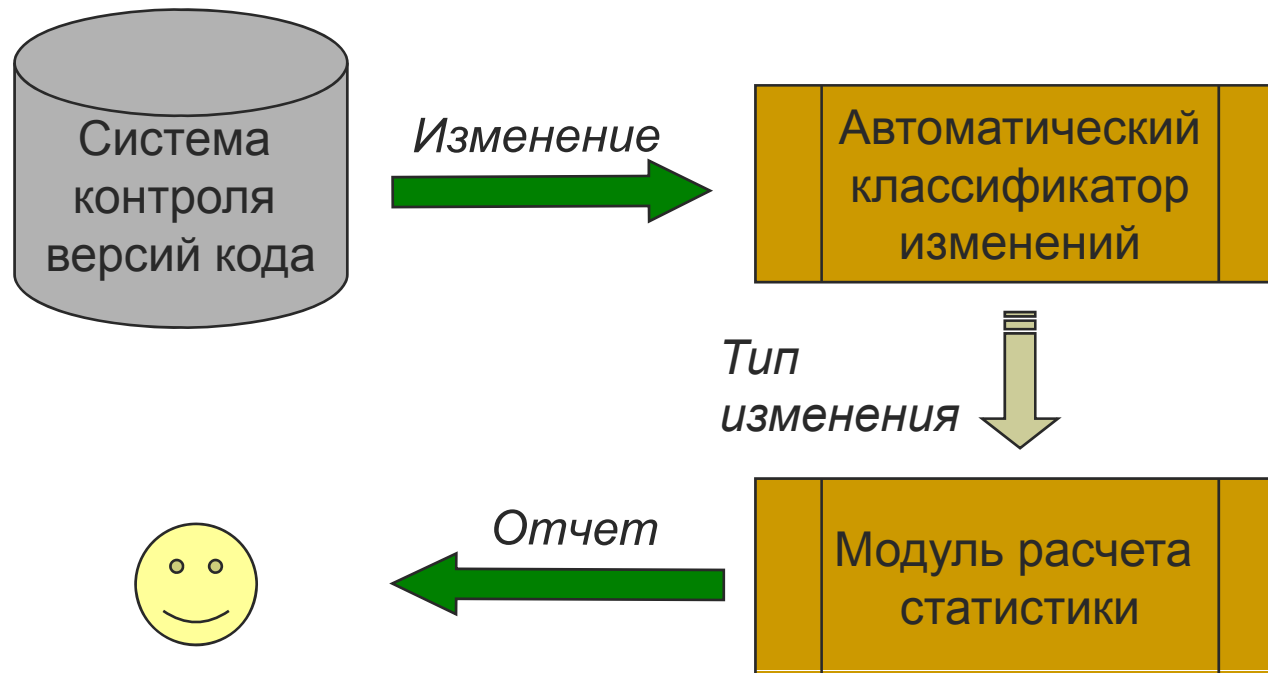 Система
контроля
версий кода
Изменение
Автоматический
классификатор
изменений
Тип
изменения
Модуль расчета
статистики
Отчет